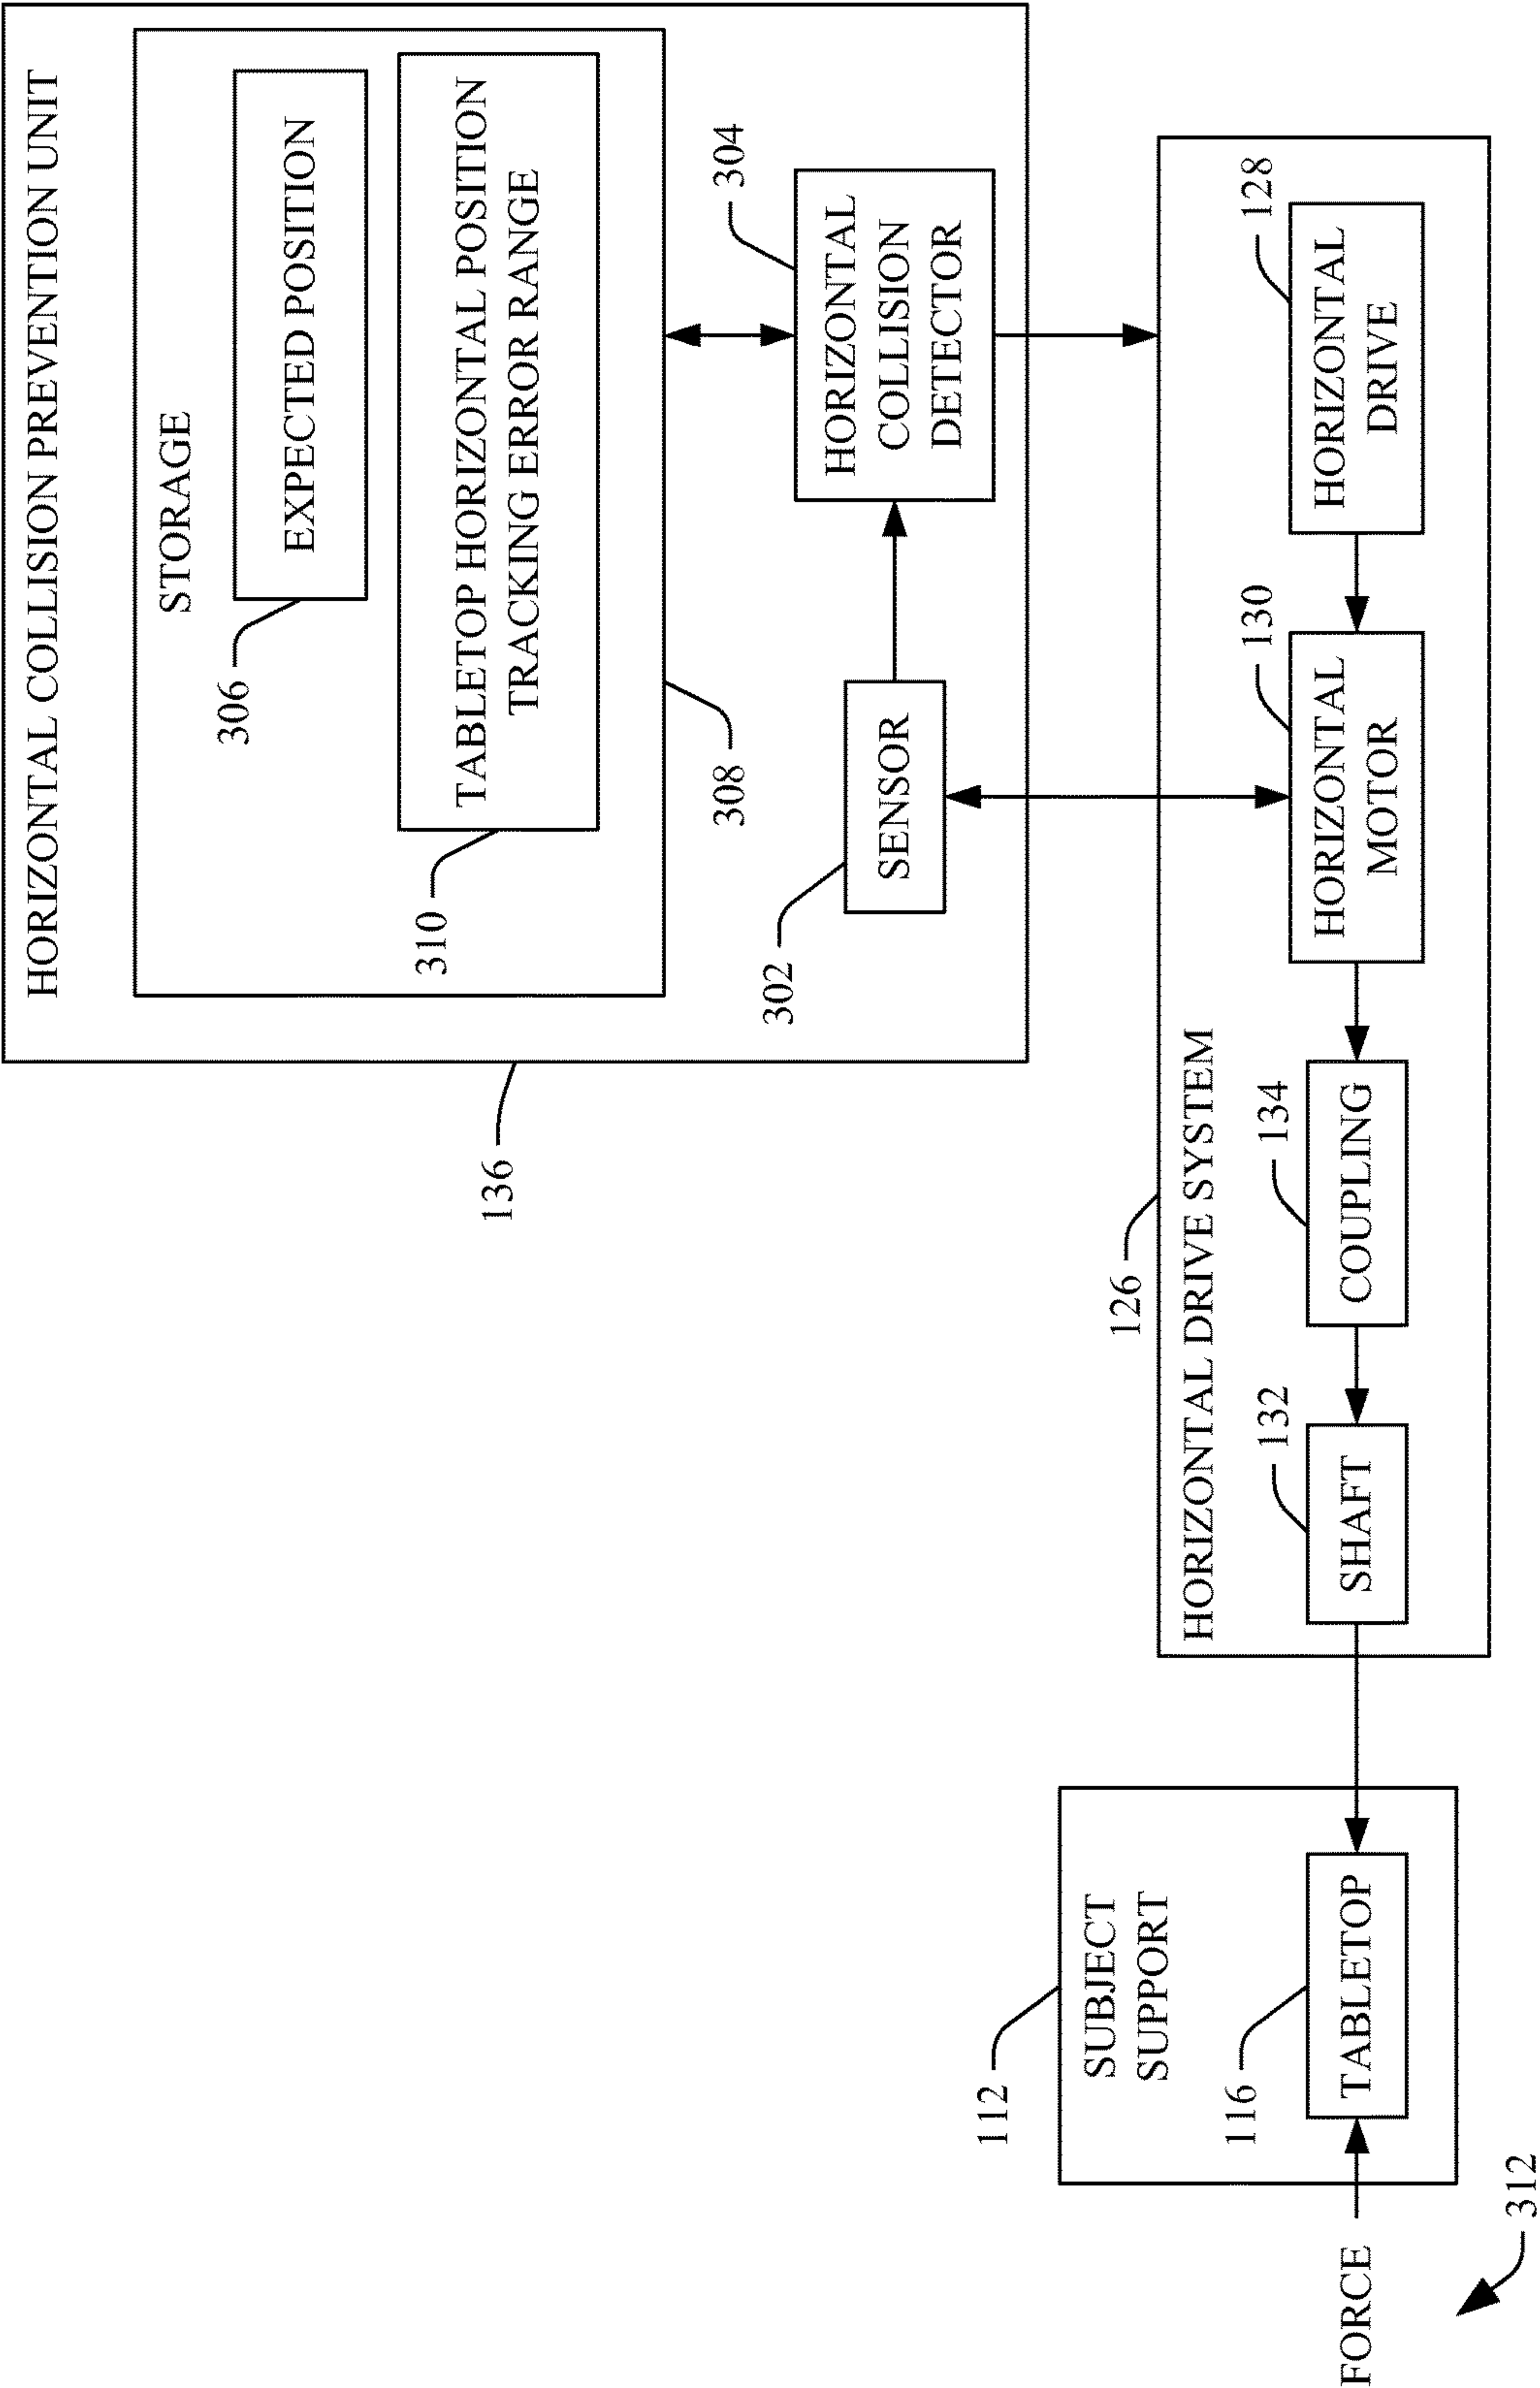 HORIZONTAL COLLISION PREVENTION UNIT
136
STORAGE
308
306
EXPECTED POSITION
310
TABLETOP HORIZONTAL POSITION
TRACKING ERROR RANGE
302
SENSOR
304
HORIZONTAL
COLLISION
DETECTOR
126
HORIZONTAL DRIVE SYSTEM
112
SUBJECT
SUPPORT
116
TABLETOP
132
SHAFT
134
COUPLING
130
HORIZONTAL
MOTOR
128
HORIZONTAL
DRIVE
FORCE
312